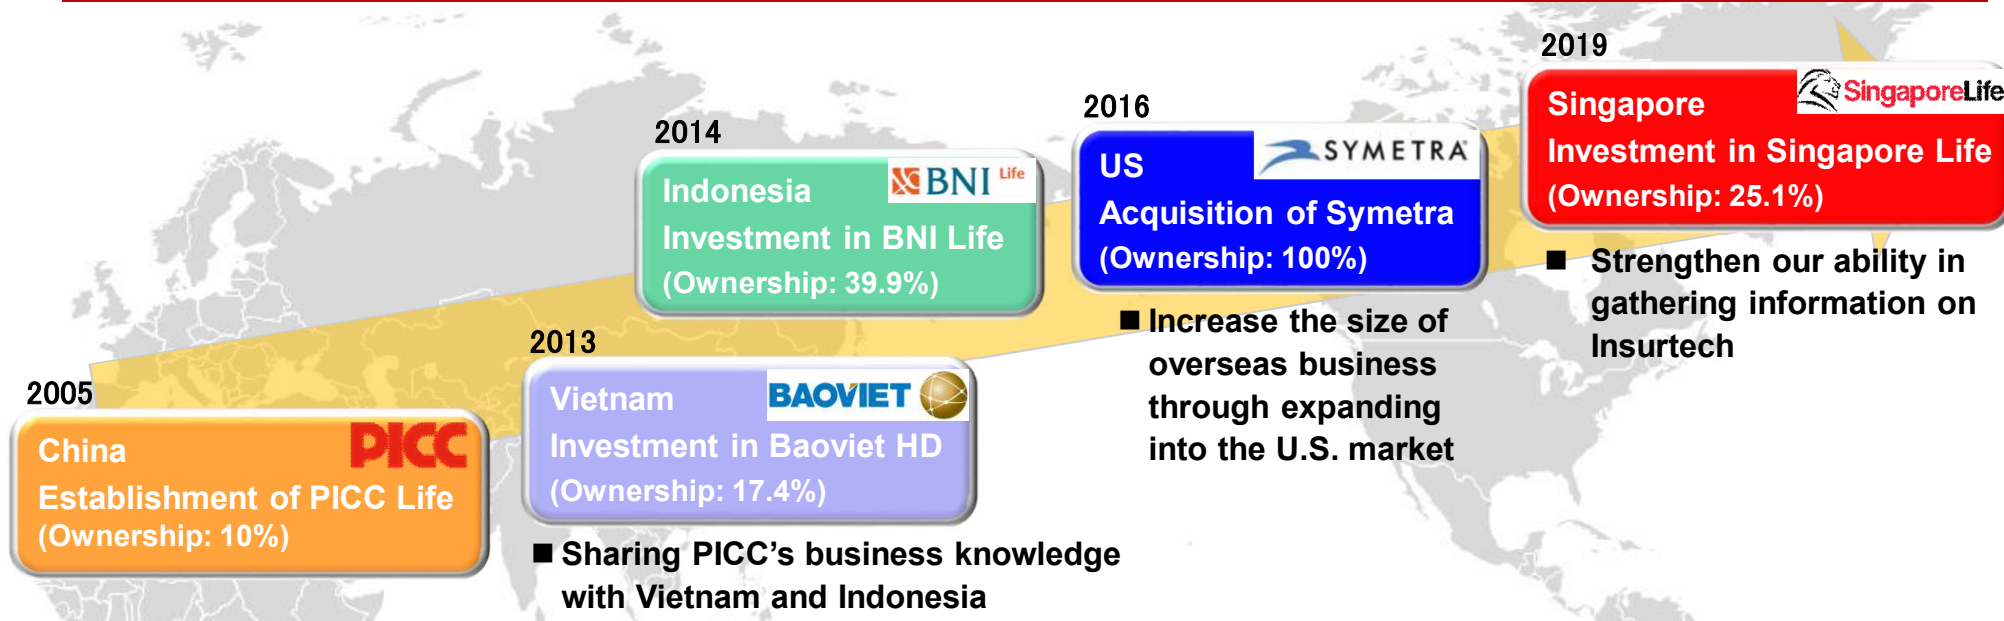 2005
China
PICC
Establishment of PICC Life
(Ownership: 10%)
2013
Vietnam
BAOVIET
Investment in Baoviet HD
(Ownership: 17.4%)
■ Sharing PICC’s business knowledge
with Vietnam and Indonesia
2014
Indonesia
BNI Life
Investment in BNI Life
(Ownership: 39.9%)
2016
US
SYMETRA
Acquisition of Symetra
(Ownership: 100%)
■ Increase the size of
overseas business
through expanding
into the U.S. market
2019
Singapore
SingaporeLife
Investment in Singapore Life
(Ownership: 25.1%)
■ Strengthen our ability in
gathering information on
Insurtech